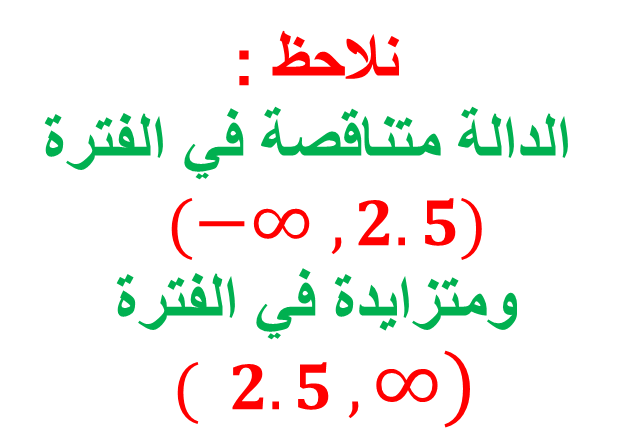 نلاحظ :
الدالة متناقصة في الفترة
(−∞ , 2.5)
ومتزايدة في الفترة
( 2.5 , ∞)